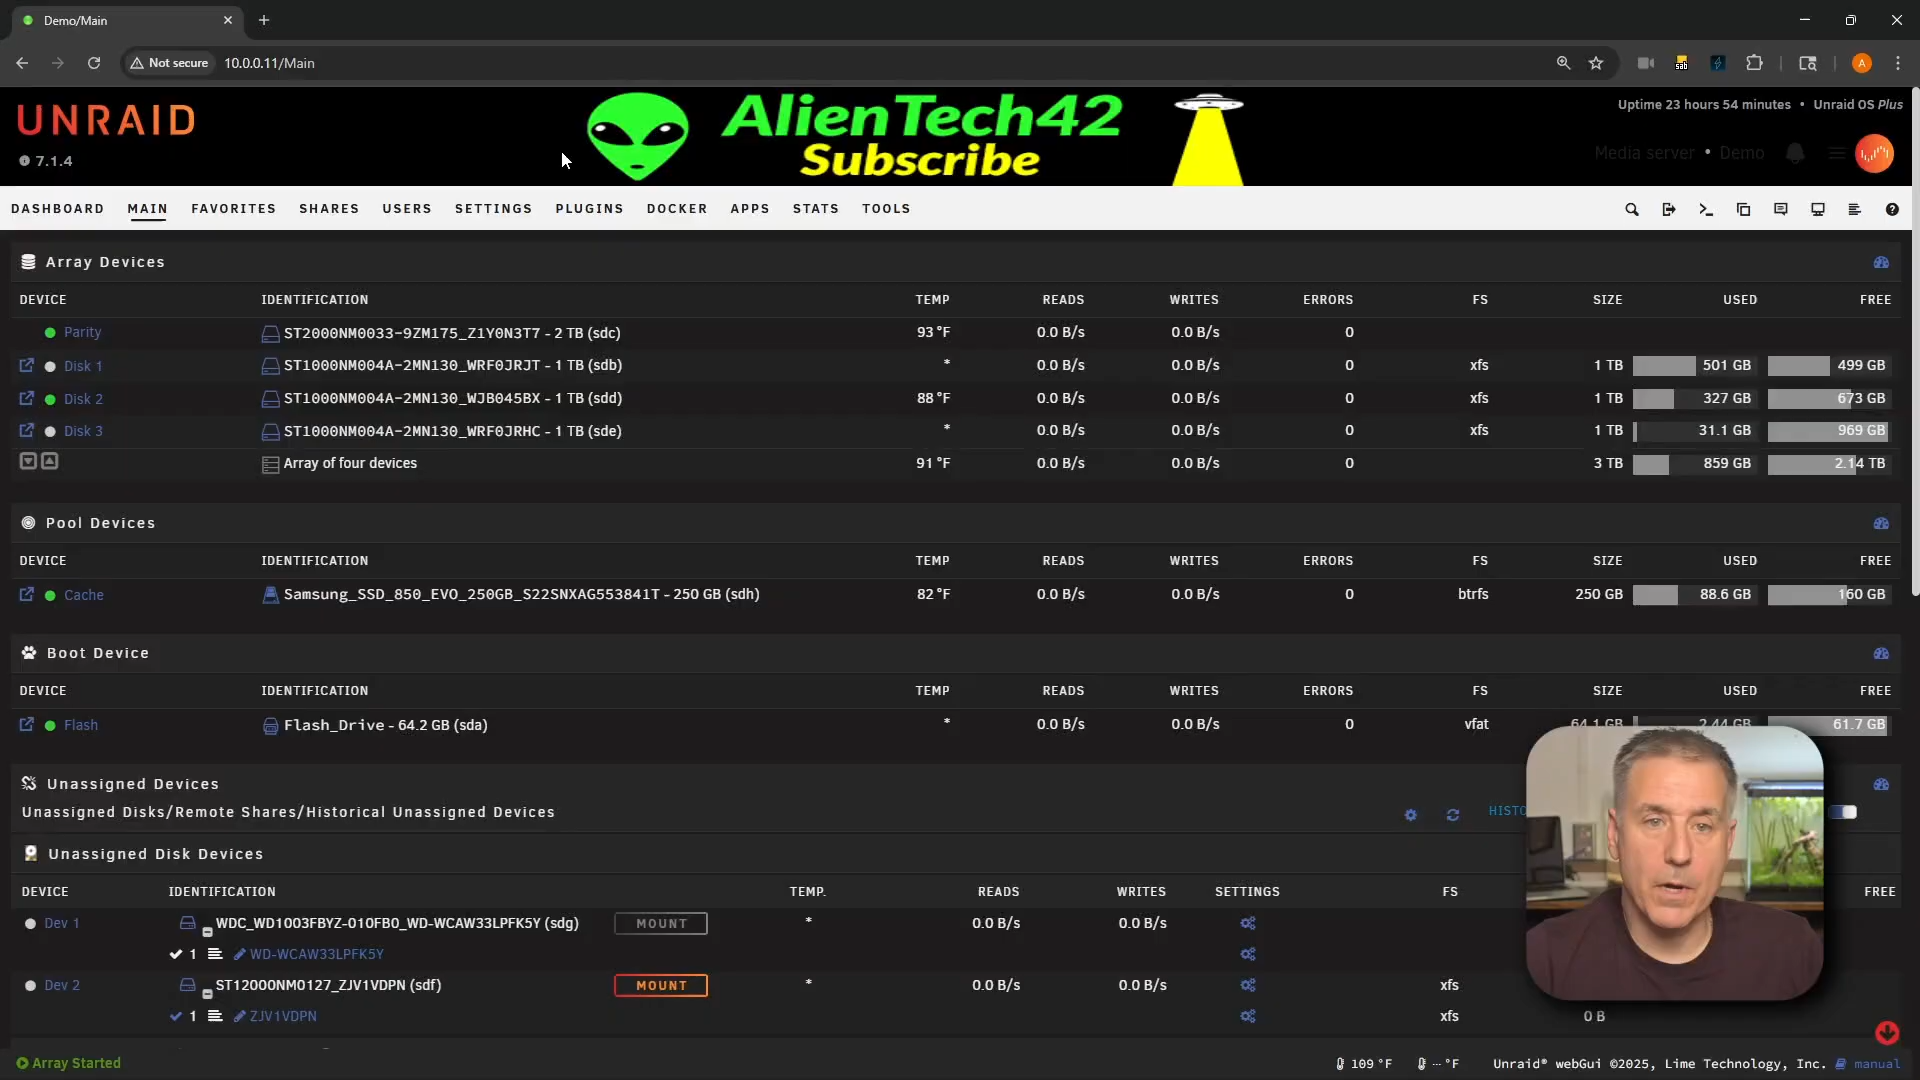 Demo/Main
Not secure 10.0.0.11/Main
UNRAID
7.1.4
AlienTech42
Subscribe
Uptime 23 hours 54 minutes • Unraid OS Plus
Media server • Demo
DASHBOARD MAIN FAVORITES SHARES USERS SETTINGS PLUGINS DOCKER APPS STATS TOOLS
Array Devices
DEVICE IDENTIFICATION TEMP READS WRITES ERRORS FS SIZE USED FREE
Parity ST2000NM0033-9ZM175_Z1Y0N3T7 - 2 TB (sdc) 93 °F 0.0 B/s 0.0 B/s 0
Disk 1 ST1000NM004A-2MN130_WRF0JRJT - 1 TB (sdb) * 0.0 B/s 0.0 B/s 0 xfs 1 TB 501 GB 499 GB
Disk 2 ST1000NM004A-2MN130_WJB045BX - 1 TB (sdd) 88 °F 0.0 B/s 0.0 B/s 0 xfs 1 TB 327 GB 673 GB
Disk 3 ST1000NM004A-2MN130_WRF0JRHC - 1 TB (sde) * 0.0 B/s 0.0 B/s 0 xfs 1 TB 31.1 GB 969 GB
Array of four devices 91 °F 0.0 B/s 0.0 B/s 0 3 TB 859 GB 2.14 TB
Pool Devices
DEVICE IDENTIFICATION TEMP READS WRITES ERRORS FS SIZE USED FREE
Cache Samsung_SSD_850_EVO_250GB_S22SNXAG553841T - 250 GB (sdh) 82 °F 0.0 B/s 0.0 B/s 0 btrfs 250 GB 88.6 GB 160 GB
Boot Device
DEVICE IDENTIFICATION TEMP READS WRITES ERRORS FS SIZE USED FREE
Flash Flash_Drive - 64.2 GB (sda) * 0.0 B/s 0.0 B/s 0 vfat 64.1 GB 2.44 GB 61.7 GB
Unassigned Devices
Unassigned Disks/Remote Shares/Historical Unassigned Devices HISTO
Unassigned Disk Devices
DEVICE IDENTIFICATION TEMP. READS WRITES SETTINGS FS FREE
Dev 1 WDC_WD1003FBYZ-010FB0_WD-WCAW33LPFK5Y (sdg) MOUNT * 0.0 B/s 0.0 B/s
1 WD-WCAW33LPFK5Y
Dev 2 ST12000NM0127_ZJV1VDPN (sdf) MOUNT * 0.0 B/s 0.0 B/s xfs
1 ZJV1VDPN xfs 0 B
Array Started 109 °F -- °F Unraid® webGui ©2025, Lime Technology, Inc. manual